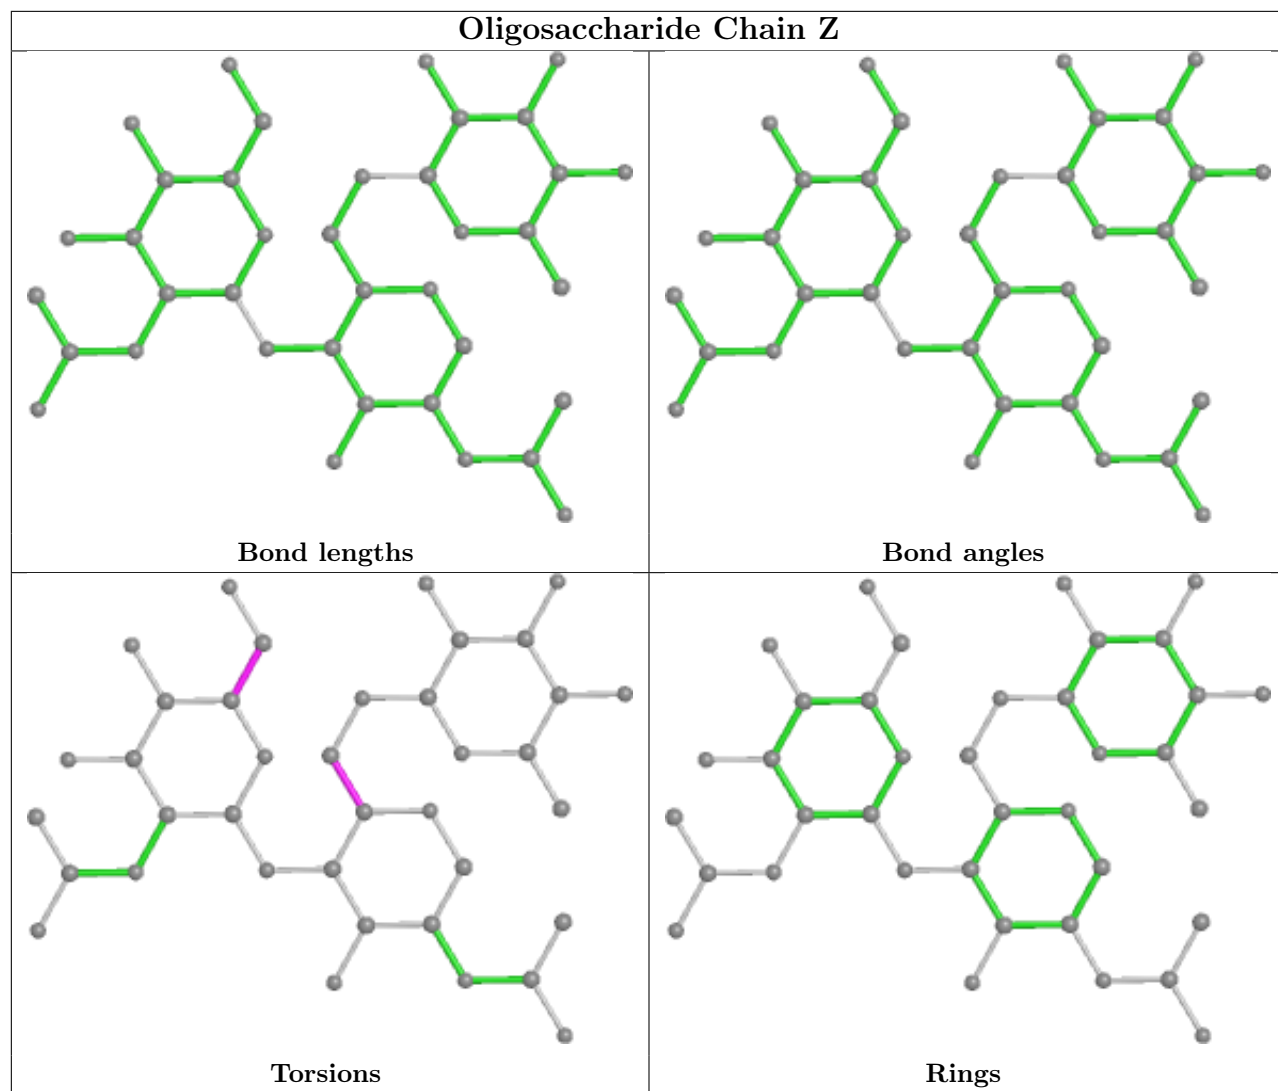 Oligosaccharide Chain Z
Bond lengths
Bond angles
Torsions
Rings